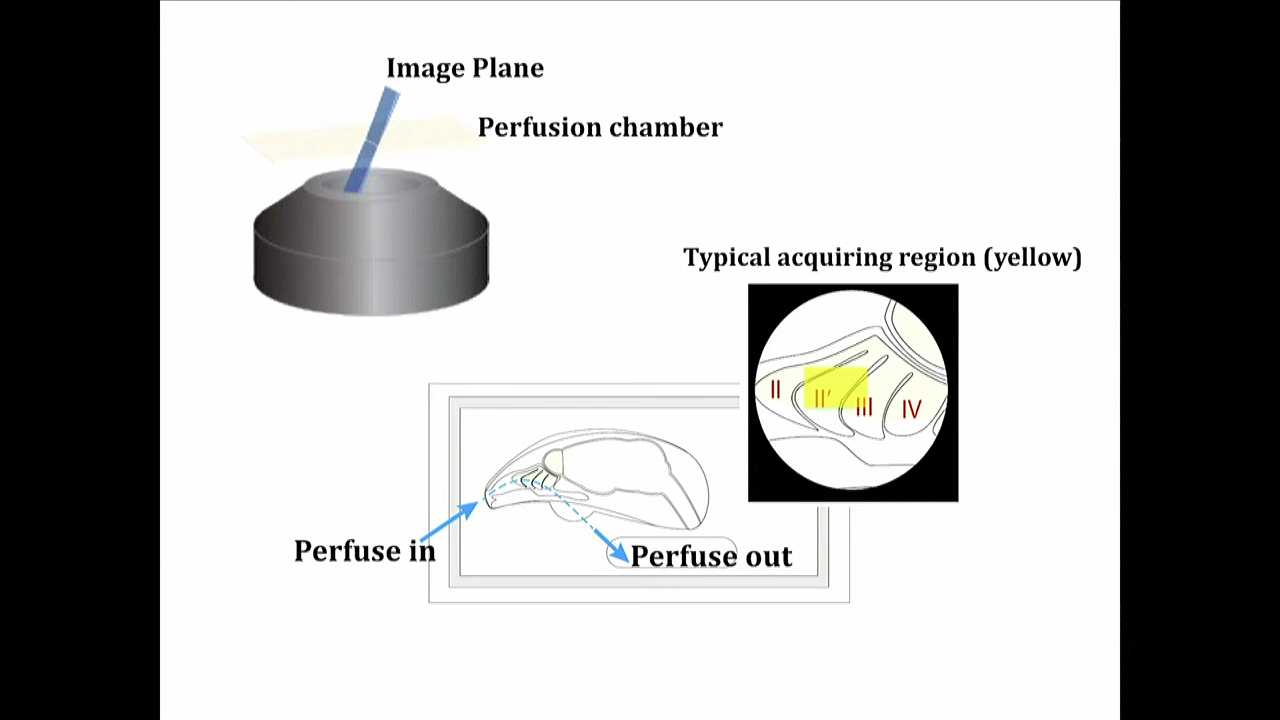 Image Plane
Perfusion chamber
Typical acquiring region (yellow)
II
II′
III
IV
Perfuse in
Perfuse out